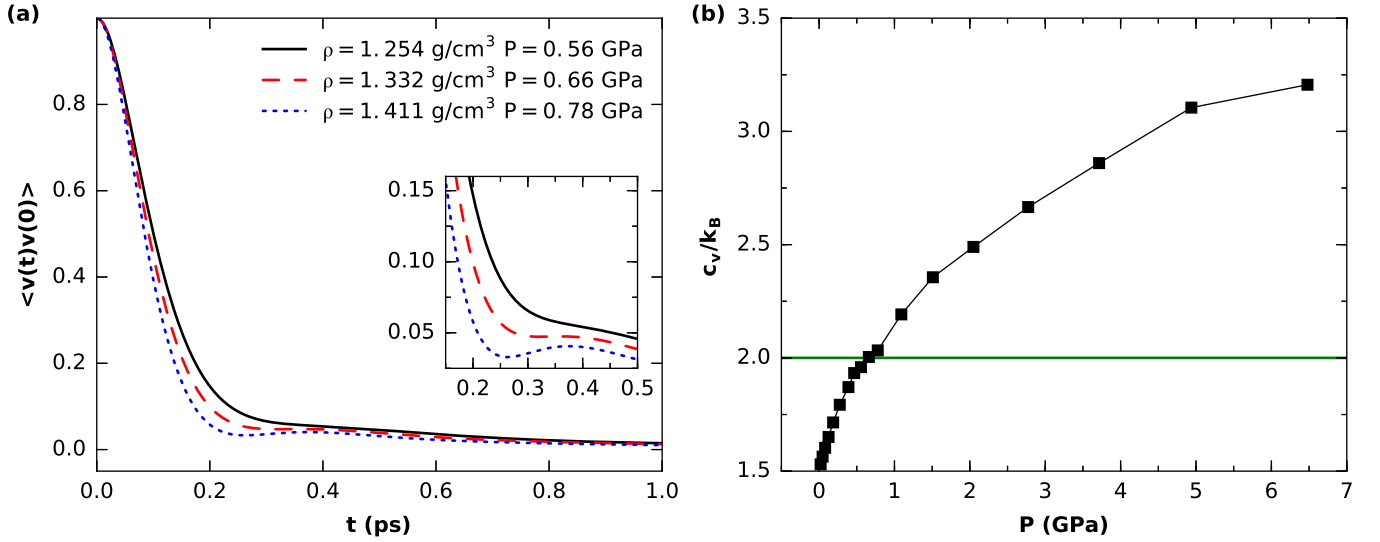 (a)
ρ = 1.254 g/cm³ P = 0.56 GPa
ρ = 1.332 g/cm³ P = 0.66 GPa
ρ = 1.411 g/cm³ P = 0.78 GPa
0.8
0.6
0.4
0.2
0.0
<v(t)v(0)>
0.0 0.2 0.4 0.6 0.8 1.0
t (ps)
0.15
0.10
0.05
0.2 0.3 0.4 0.5
(b)
3.5
3.0
2.5
2.0
1.5
cᵥ/k_B
0 1 2 3 4 5 6 7
P (GPa)